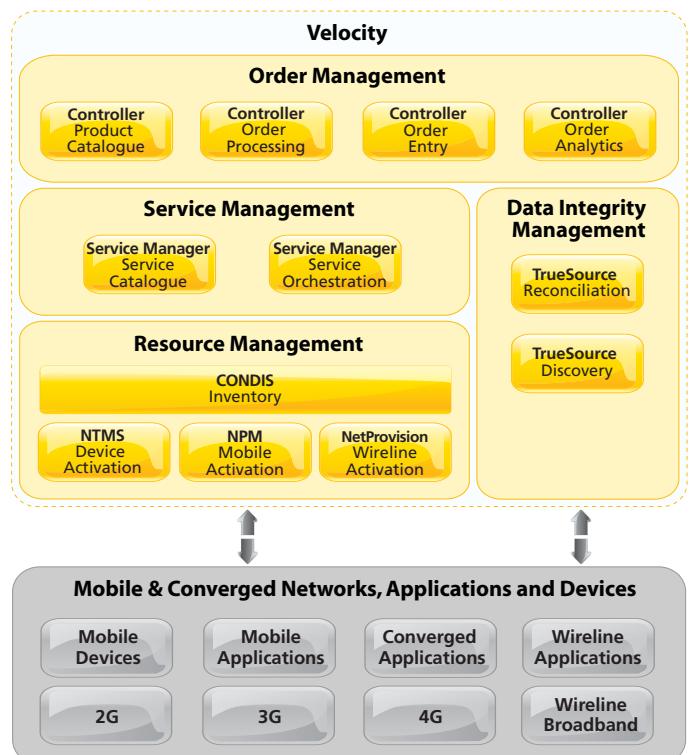 Velocity
Order Management
Controller
Product
Catalogue
Controller
Order
Processing
Controller
Order
Entry
Controller
Order
Analytics
Service Management
Service Manager
Service
Catalogue
Service Manager
Service
Orchestration
Data Integrity
Management
TrueSource
Reconciliation
TrueSource
Discovery
Resource Management
CONDIS
Inventory
NTMS
Device
Activation
NPM
Mobile
Activation
NetProvision
Wireline
Activation
Mobile & Converged Networks, Applications and Devices
Mobile
Devices
Mobile
Applications
Converged
Applications
Wireline
Applications
2G
3G
4G
Wireline
Broadband